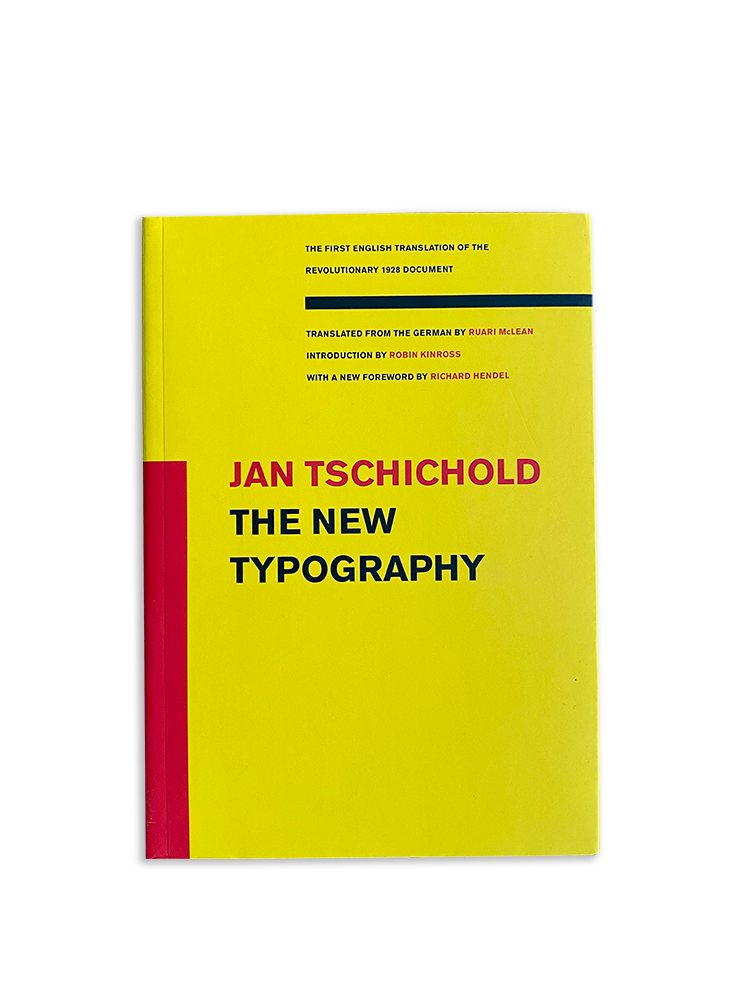 THE FIRST ENGLISH TRANSLATION OF THE
REVOLUTIONARY 1928 DOCUMENT
TRANSLATED FROM THE GERMAN BY RUARI McLEAN
INTRODUCTION BY ROBIN KINROSS
WITH A NEW FOREWORD BY RICHARD HENDEL
JAN TSCHICHOLD
THE NEW
TYPOGRAPHY